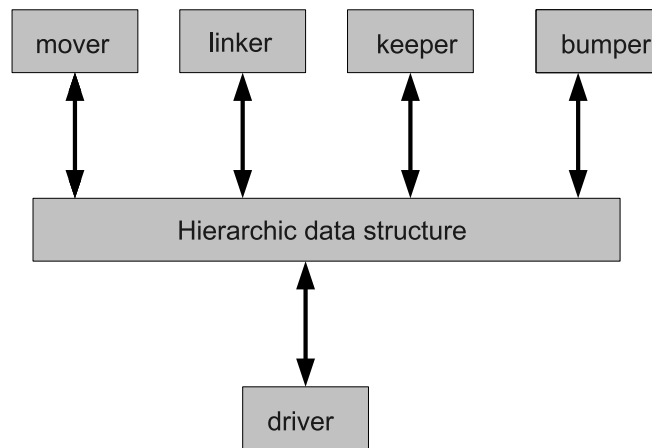 mover
linker
keeper
bumper
Hierarchic data structure
driver